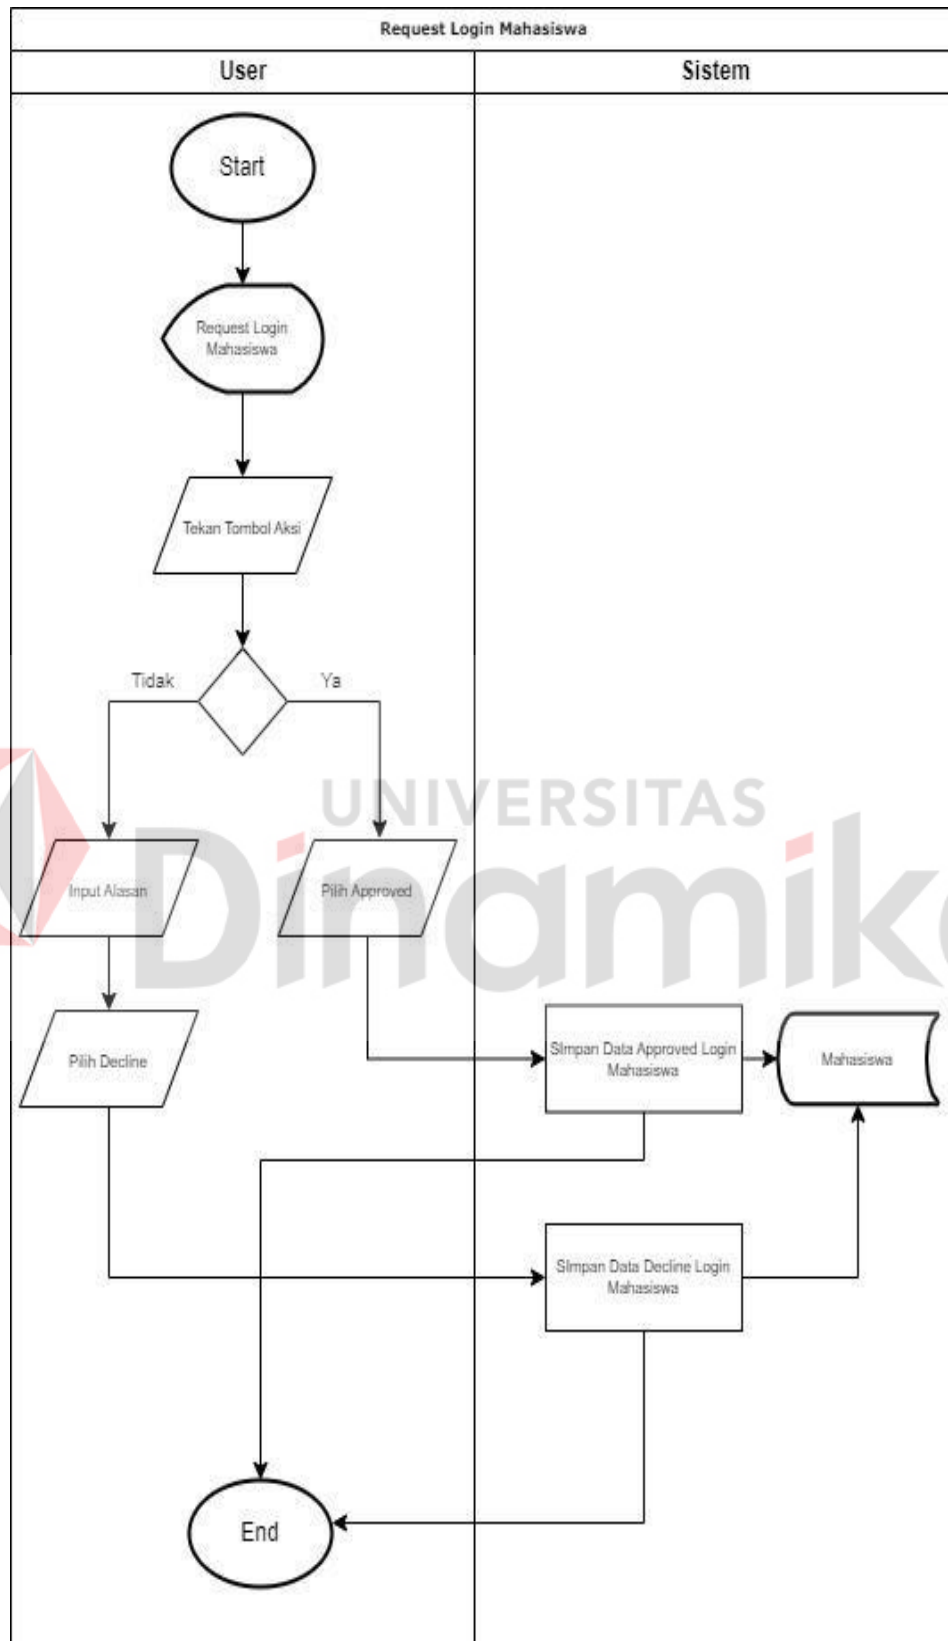 Request Login Mahasiswa
User
Sistem
Start
Request Login
Mahasiswa
Tekan Tombol Aksi
Tidak
Ya
UNIVERSITAS
Dinamika
Input Alasan
Pilih Approved
Pilih Decline
SImpan Data Approved Login
Mahasiswa
Mahasiswa
SImpan Data Decline Login
Mahasiswa
End